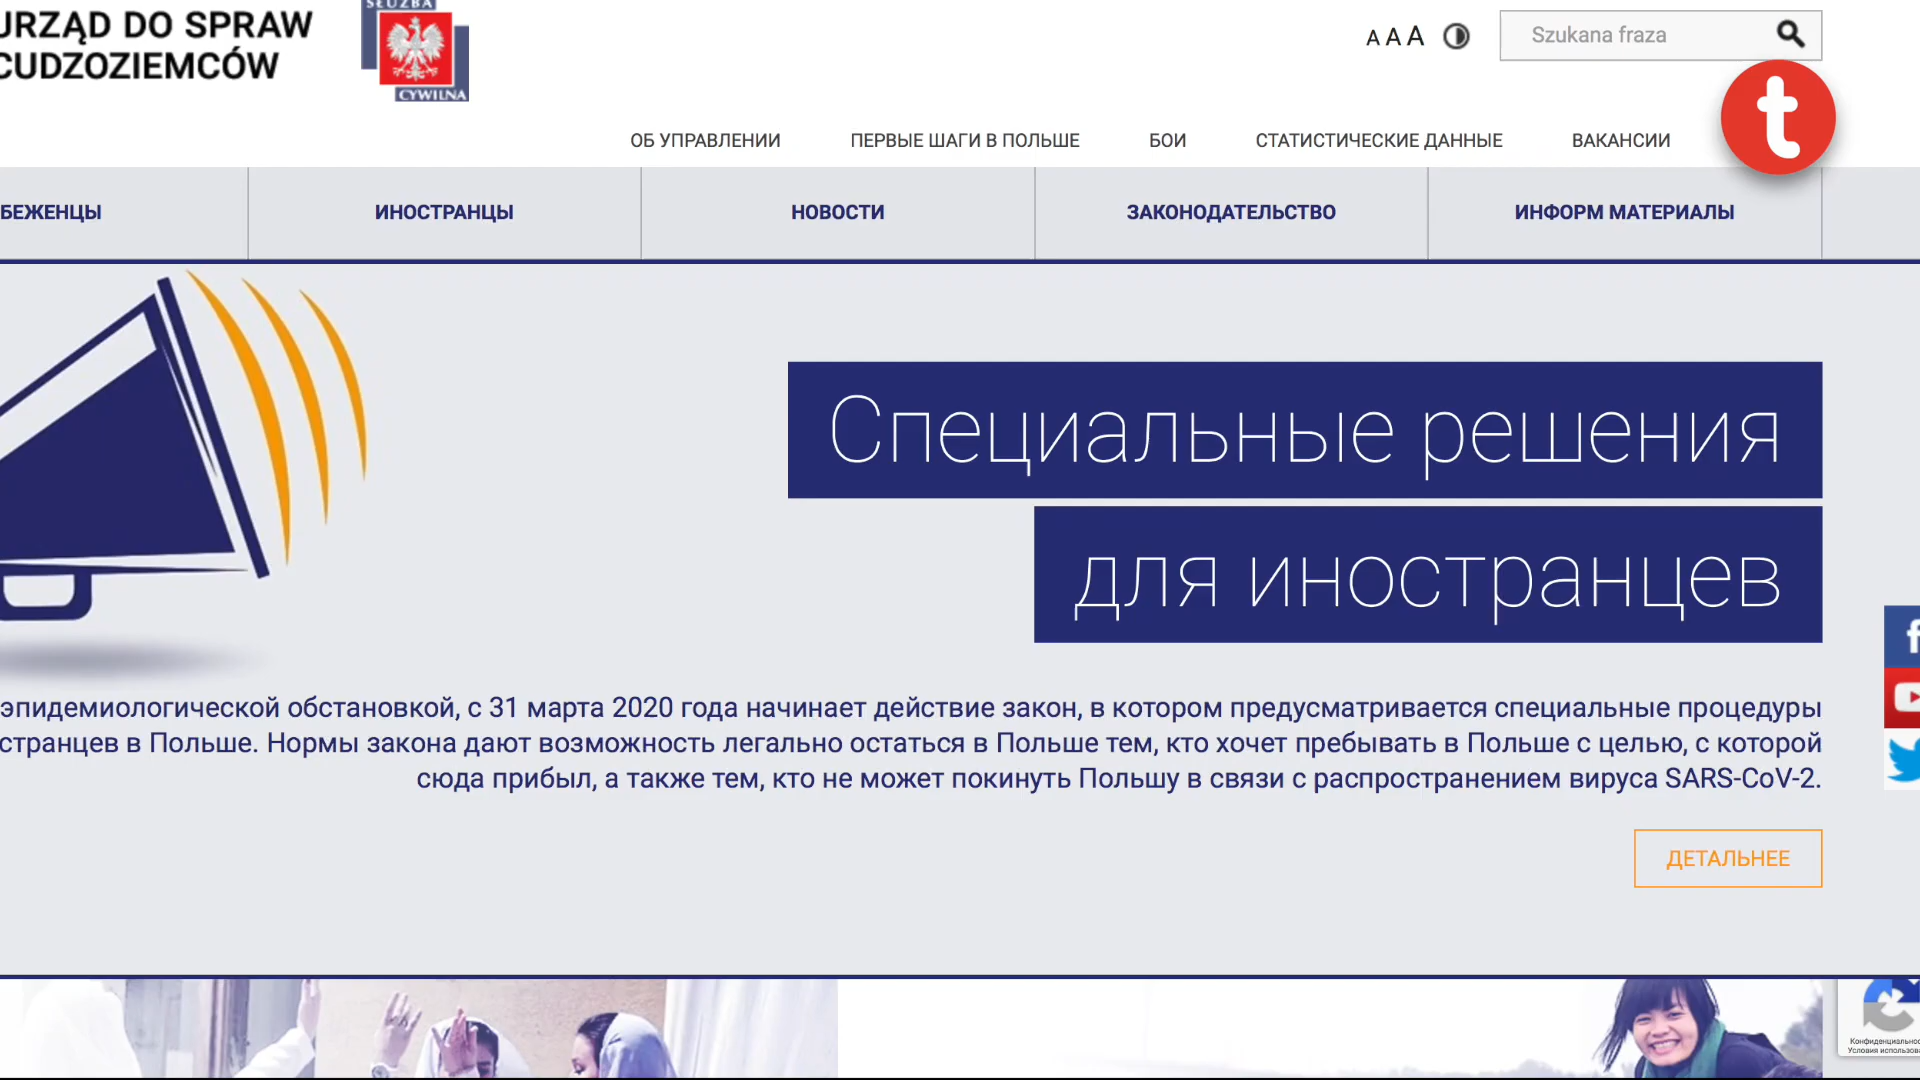 URZĄD DO SPRAW
CUDZOZIEMCÓW
SŁUŻBA
CYWILNA
A A A
Szukana fraza
t
ОБ УПРАВЛЕНИИ
ПЕРВЫЕ ШАГИ В ПОЛЬШЕ
БОИ
СТАТИСТИЧЕСКИЕ ДАННЫЕ
ВАКАНСИИ
БЕЖЕНЦЫ
ИНОСТРАНЦЫ
НОВОСТИ
ЗАКОНОДАТЕЛЬСТВО
ИНФОРМ МАТЕРИАЛЫ
Специальные решения
для иностранцев
эпидемиологической обстановкой, с 31 марта 2020 года начинает действие закон, в котором предусматривается специальные процедуры
странцев в Польше. Нормы закона дают возможность легально остаться в Польше тем, кто хочет пребывать в Польше с целью, с которой
сюда прибыл, а также тем, кто не может покинуть Польшу в связи с распространением вируса SARS-CoV-2.
ДЕТАЛЬНЕЕ
f